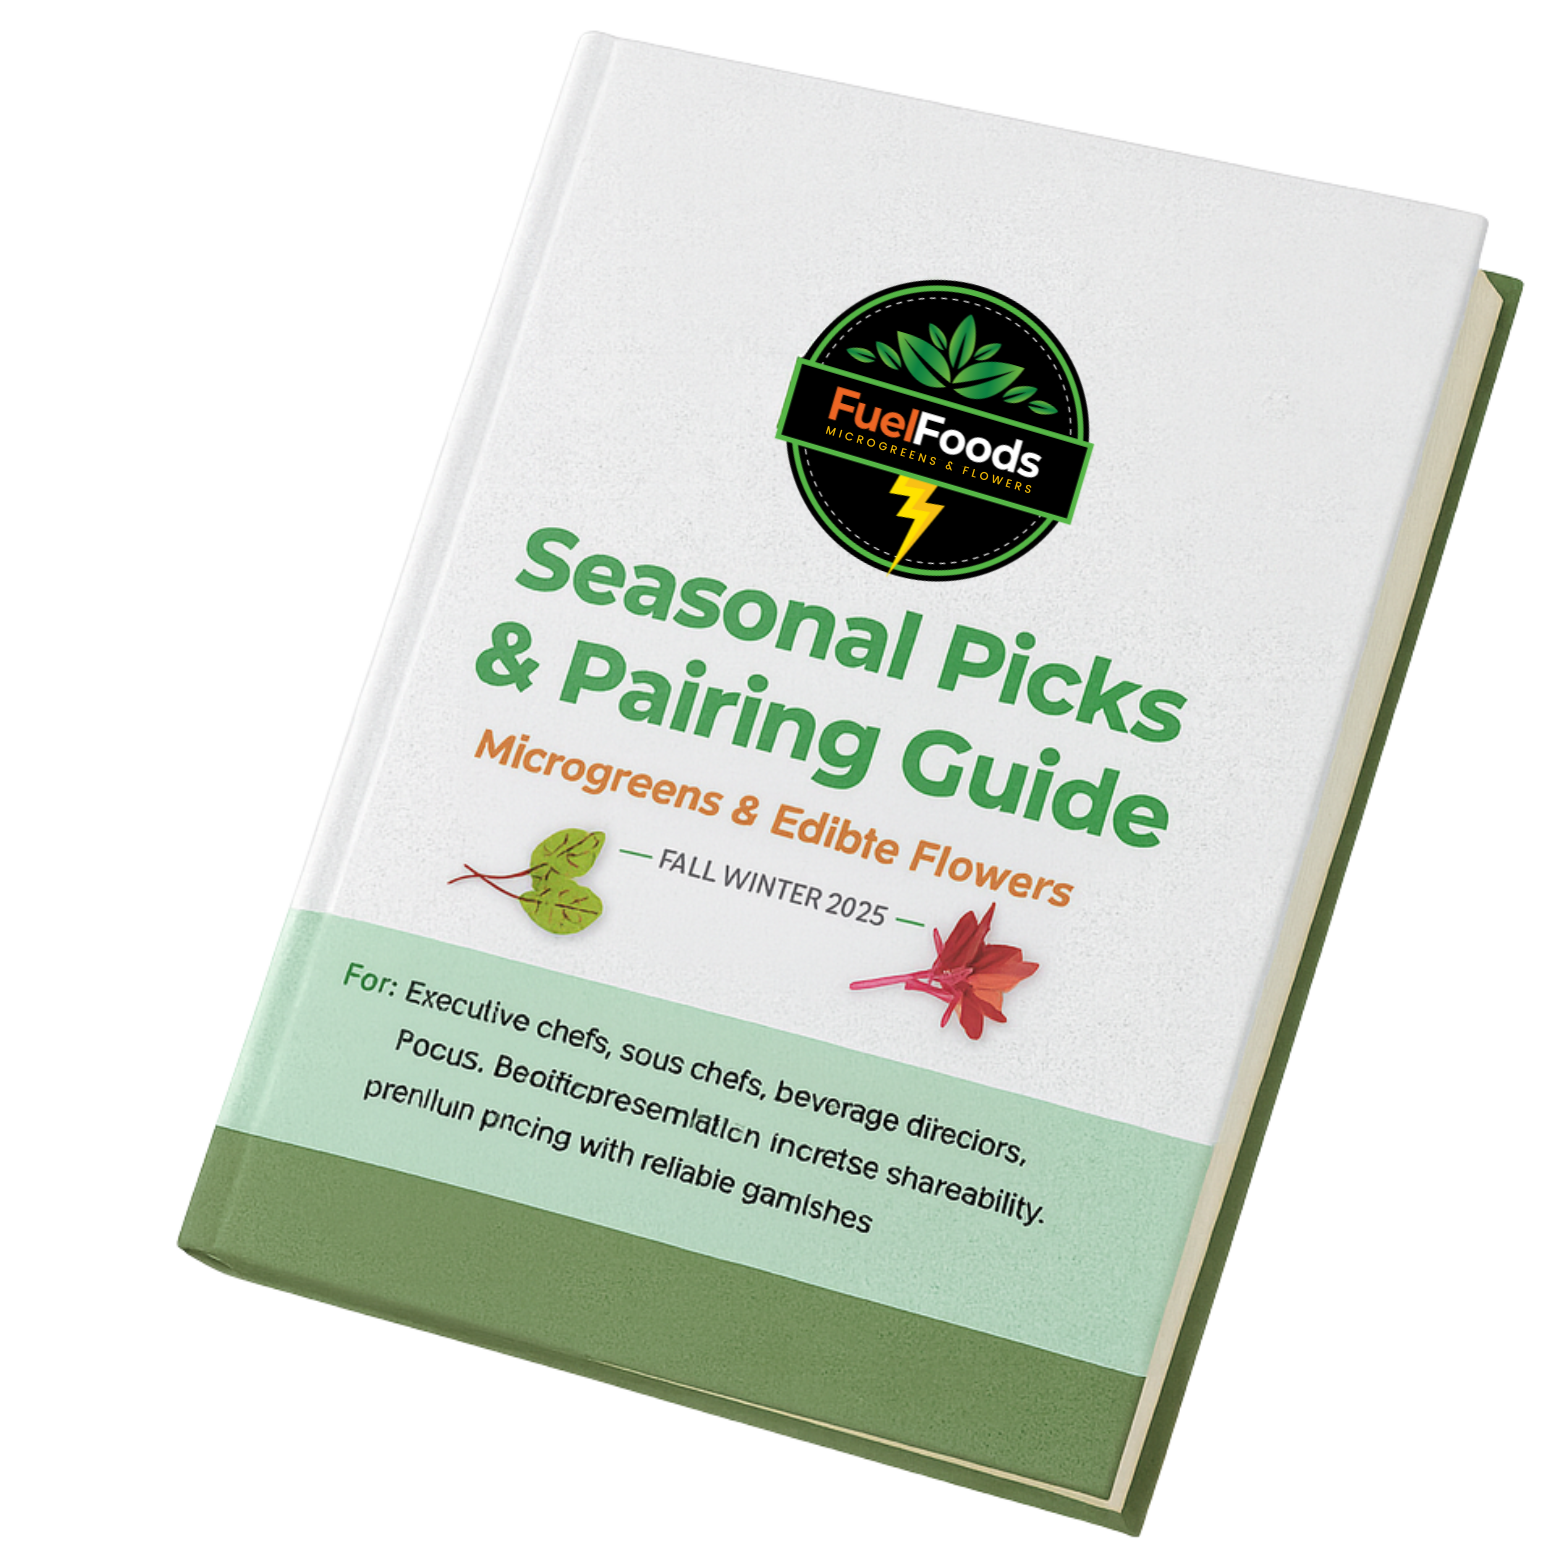 FuelFoods
MICROGREENS & FLOWERS
Seasonal Picks
& Pairing Guide
Microgreens & Edibte Flowers
FALL WINTER 2025
For: Executive chefs, sous chefs, beverage direciors,
Pocus. Beoificpresemlatlcn incretse shareability.
prenlluin pncing with reliabie gamlshes